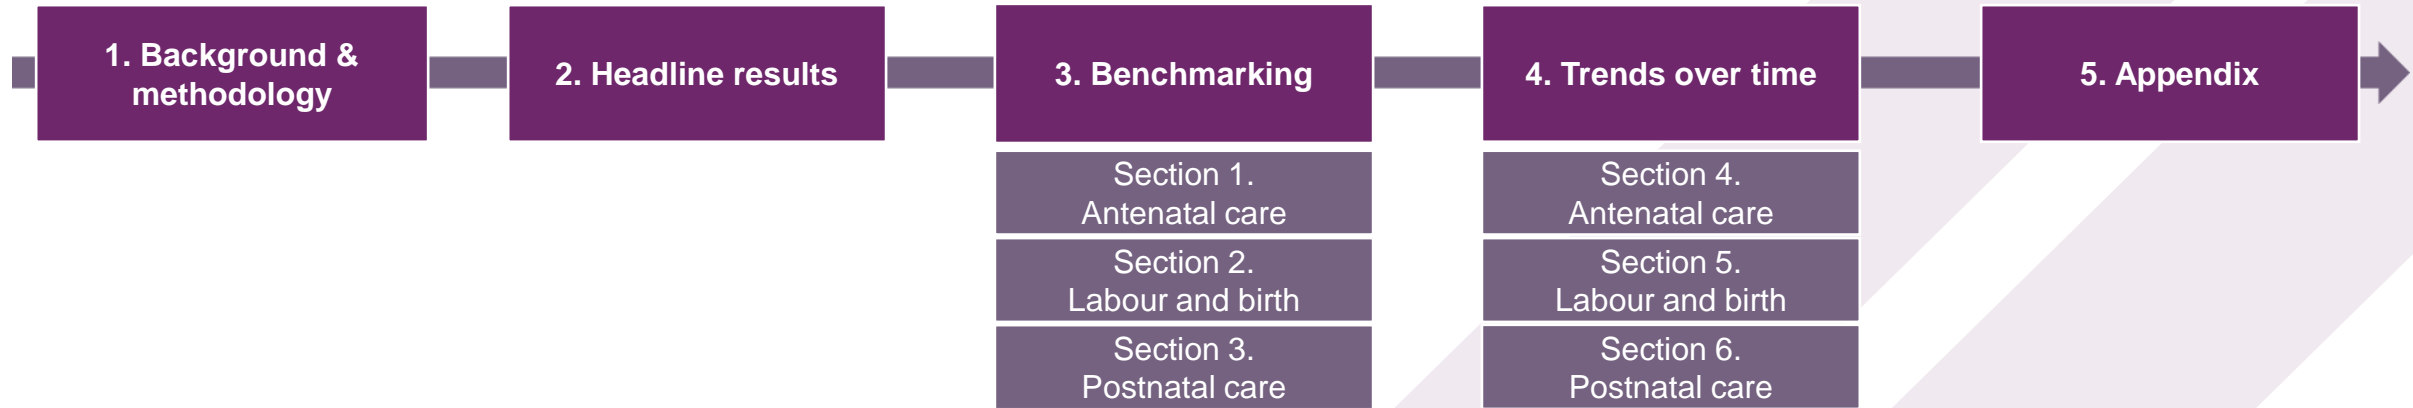 1. Background &
methodology
2. Headline results
3. Benchmarking
Section 1.
Antenatal care
Section 2.
Labour and birth
Section 3.
Postnatal care
4. Trends over time
Section 4.
Antenatal care
Section 5.
Labour and birth
Section 6.
Postnatal care
5. Appendix